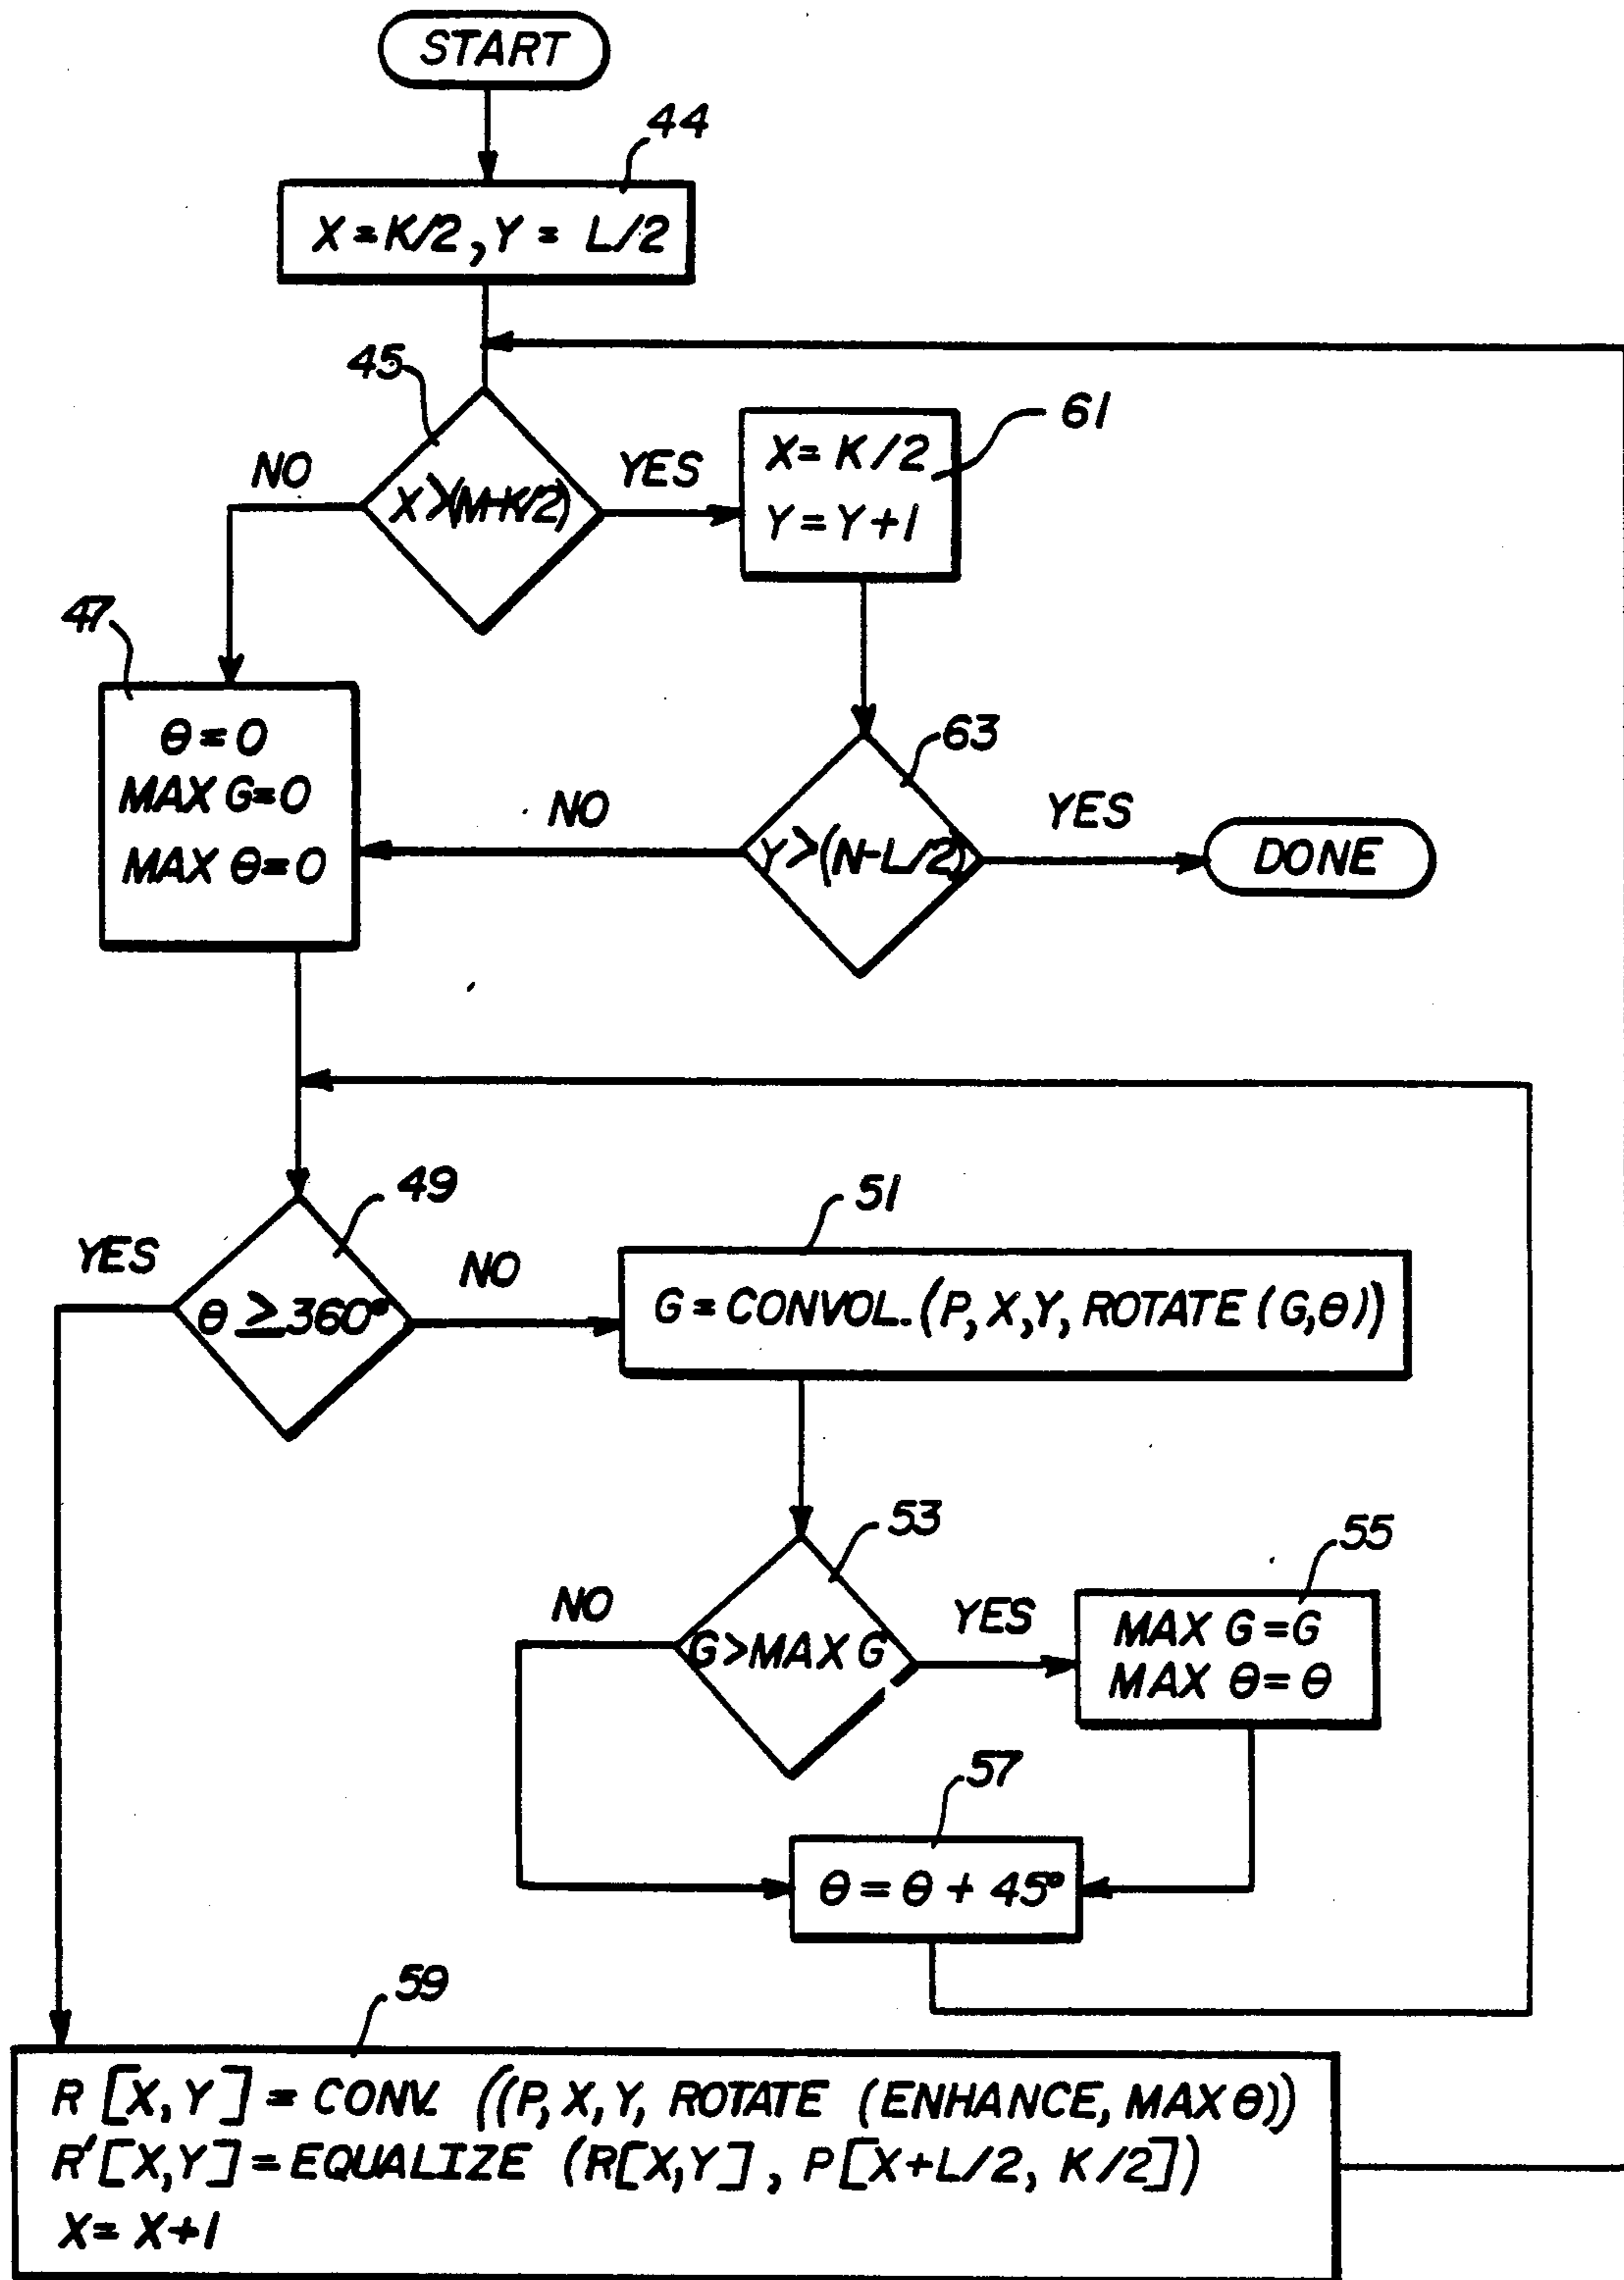 START
44
X = K/2, Y = L/2
45
NO
X >(M-K/2)
YES
61
X = K/2
Y = Y + 1
47
θ = 0
MAX G=0
MAX θ=0
NO
63
Y > (N-L/2)
YES
DONE
49
YES
θ ≥ 360°
NO
51
G = CONVOL. (P, X, Y, ROTATE (G,θ))
53
NO
G>MAX G
YES
55
MAX G = G
MAX θ = θ
57
θ = θ + 45°
59
R [X, Y] = CONV. ((P, X, Y, ROTATE (ENHANCE, MAX θ))
R' [X,Y] = EQUALIZE (R[X,Y], P[X+L/2, K/2])
X= X+1